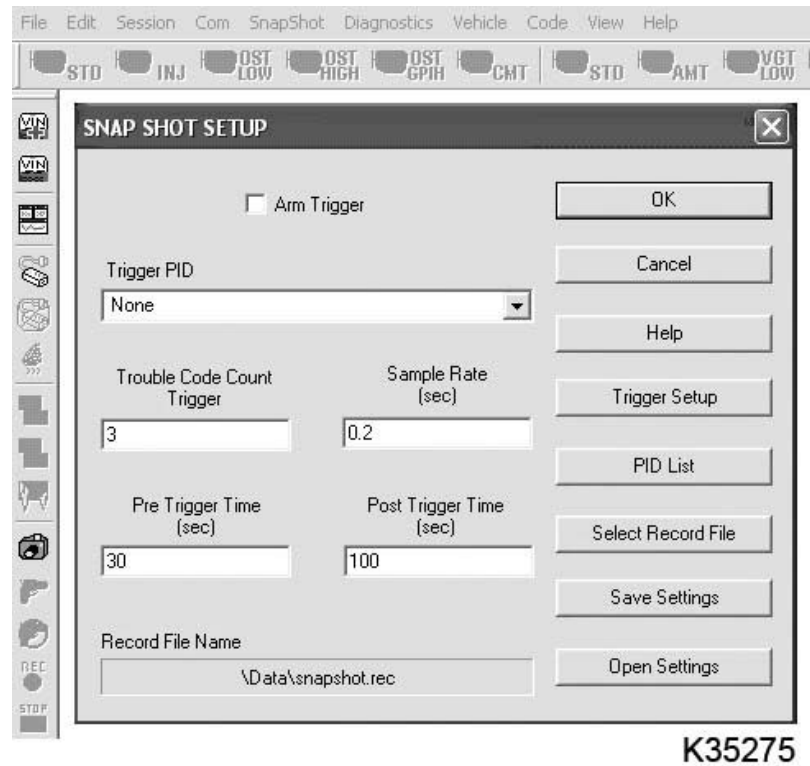 File Edit Session Com SnapShot Diagnostics Vehicle Code View Help
STD INJ OST LOW OST HIGH OST GPIH CMT STD AMT VGT LOW
VIN
VIN
SNAP SHOT SETUP
Arm Trigger
OK
Cancel
Trigger PID
None
Help
Trouble Code Count
Trigger
Sample Rate
(sec)
Trigger Setup
3
0.2
PID List
Pre Trigger Time
(sec)
Post Trigger Time
(sec)
Select Record File
30
100
Save Settings
Record File Name
\Data\snapshot.rec
Open Settings
REC
STOP
K35275